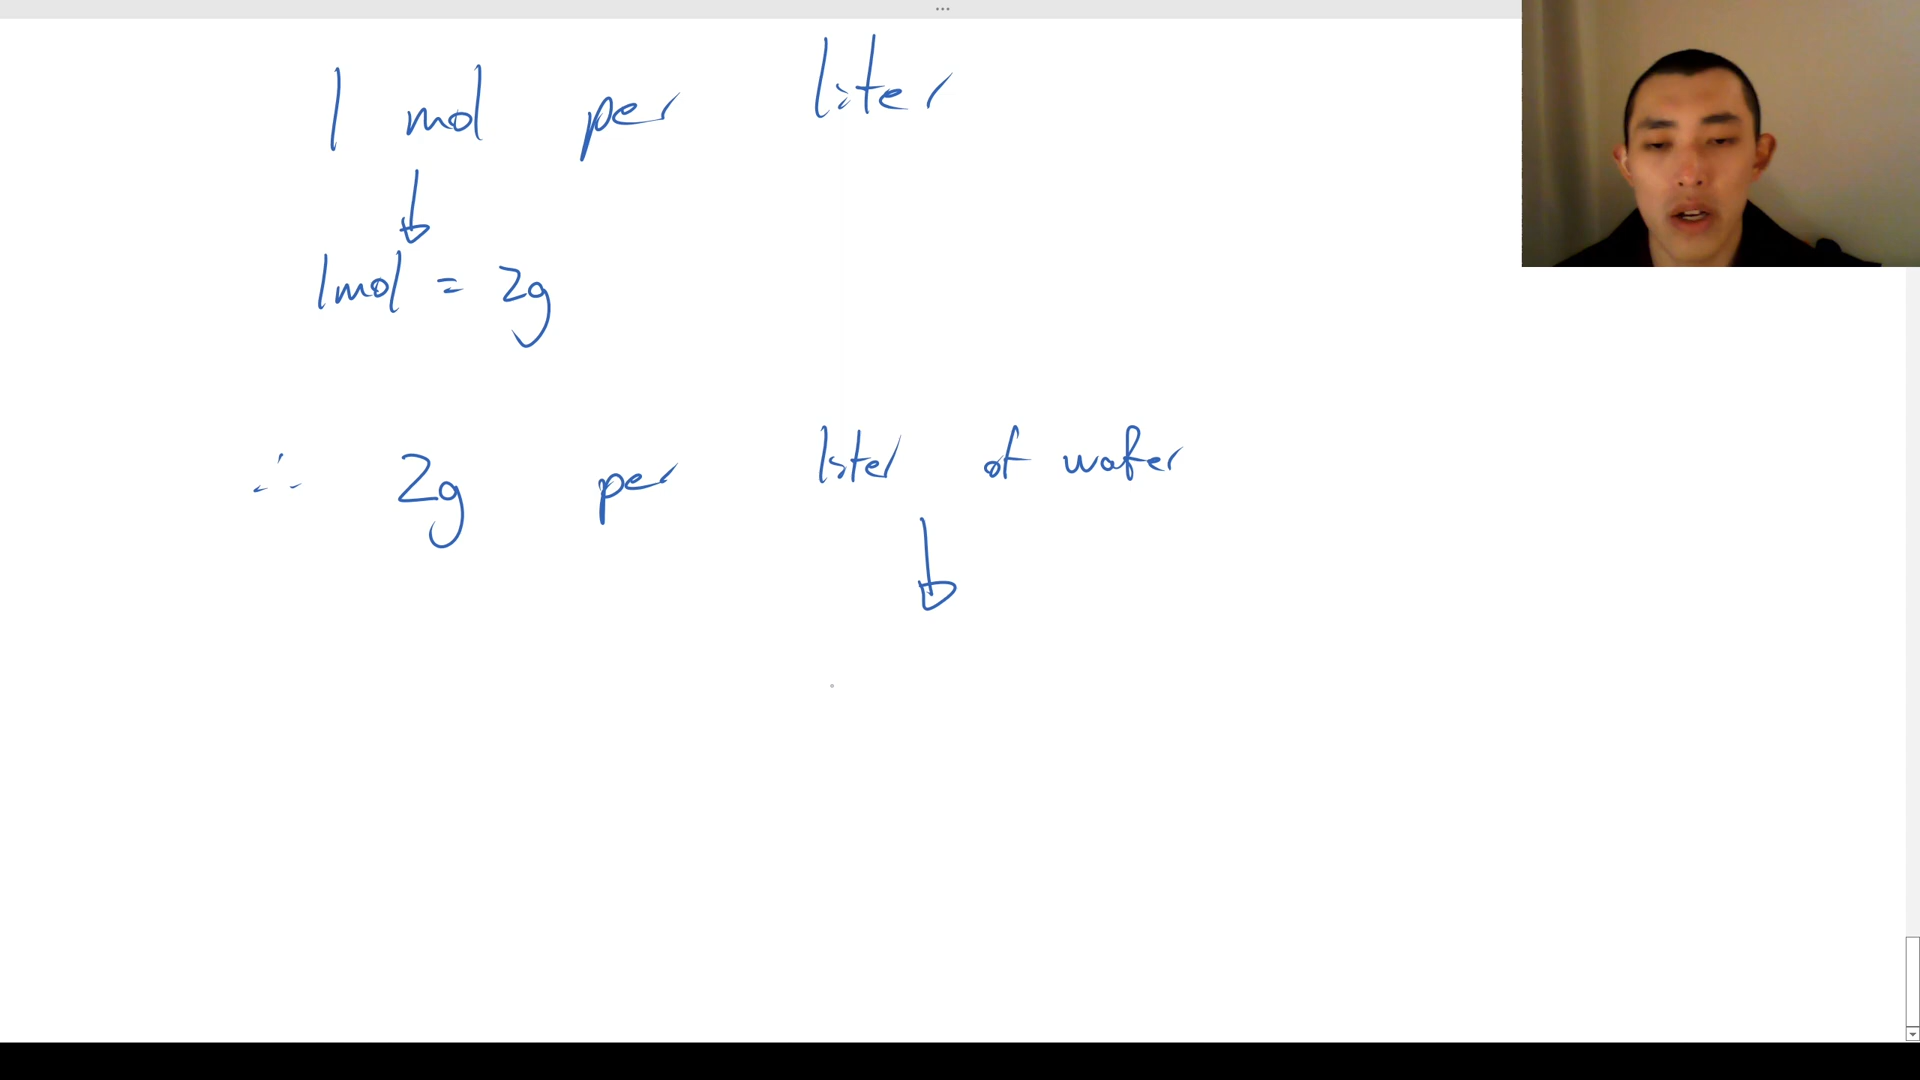 1 mol per liter
1mol = 2g
∴ 2g per liter of water